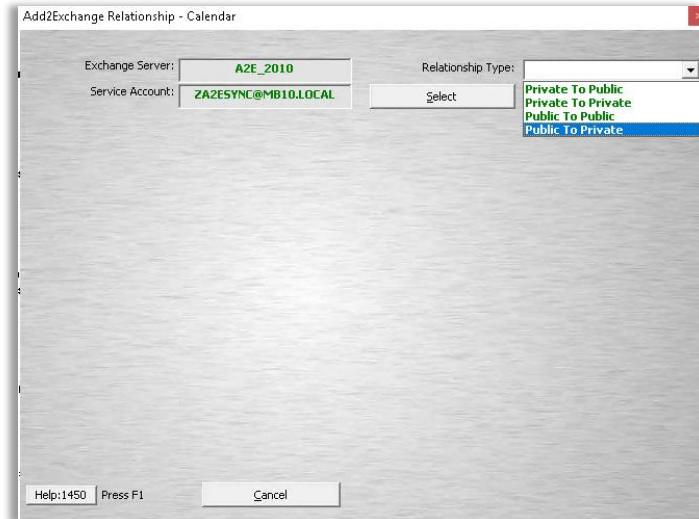 Add2Exchange Relationship - Calendar
Exchange Server: A2E_2010 Relationship Type:
Service Account: ZA2ESYNC@MB10.LOCAL Select
Private To Public
Private To Private
Public To Public
Public To Private
Help:1450 Press F1 Cancel